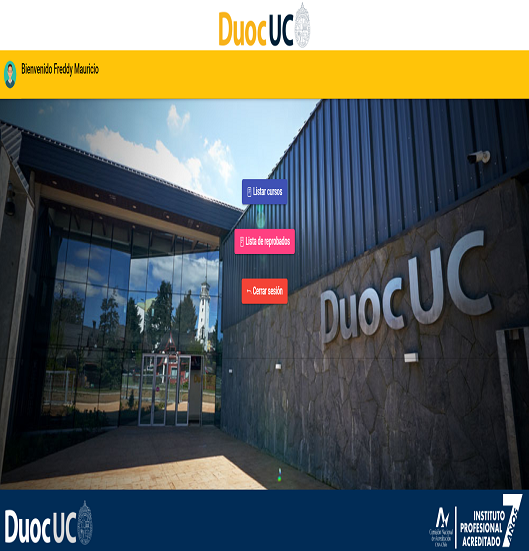 DuocUC
Bienvenido Freddy Mauricio
Listar cursos
Lista de reprobados
Cerrar sesión
DuocUC
DuocUC
Comisión Nacional
de Acreditación
CNA-Chile
INSTITUTO
PROFESIONAL
ACREDITADO
7 AÑOS